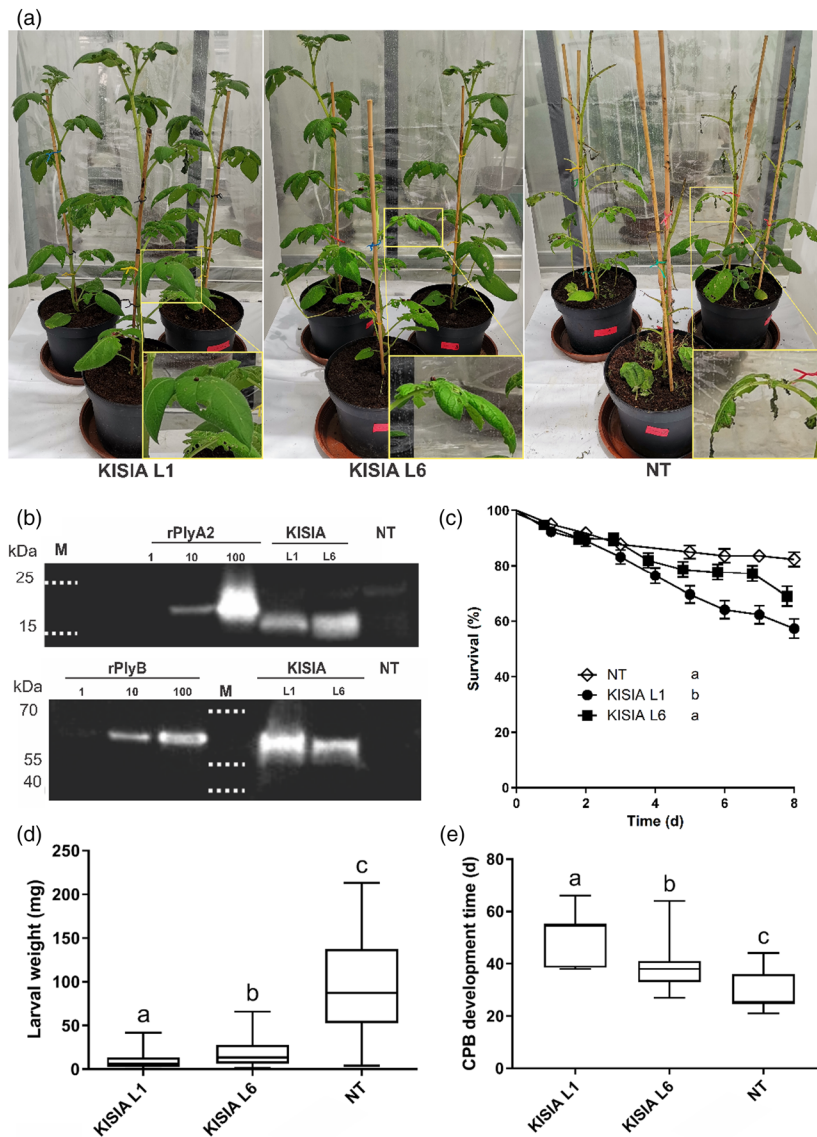 (a)
KISIA L1 KISIA L6 NT
(b)
rPlyA2 KISIA NT
kDa M 1 10 100 L1 L6
25
15
rPlyB KISIA NT
kDa 1 10 100 M L1 L6
70
55
40
(c)
100
80
60
40
20
0
Survival (%)
NT a
KISIA L1 b
KISIA L6 a
0 2 4 6 8
Time (d)
(d)
250
200
150
100
50
0
Larval weight (mg)
a b c
KISIA L1 KISIA L6 NT
(e)
80
60
40
20
0
CPB development time (d)
a b c
KISIA L1 KISIA L6 NT